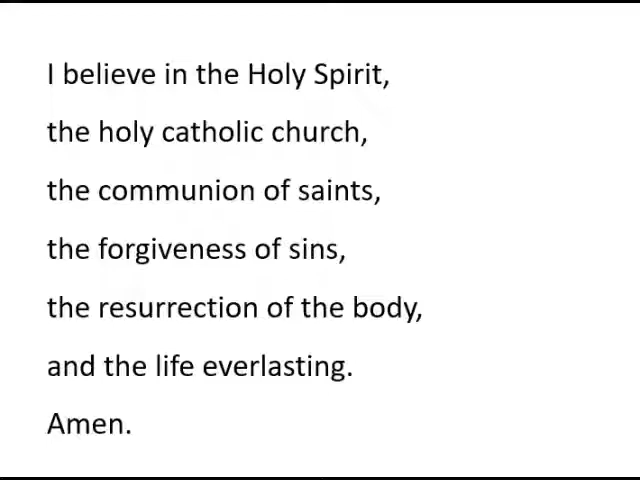 I believe in the Holy Spirit,
the holy catholic church,
the communion of saints,
the forgiveness of sins,
the resurrection of the body,
and the life everlasting.
Amen.